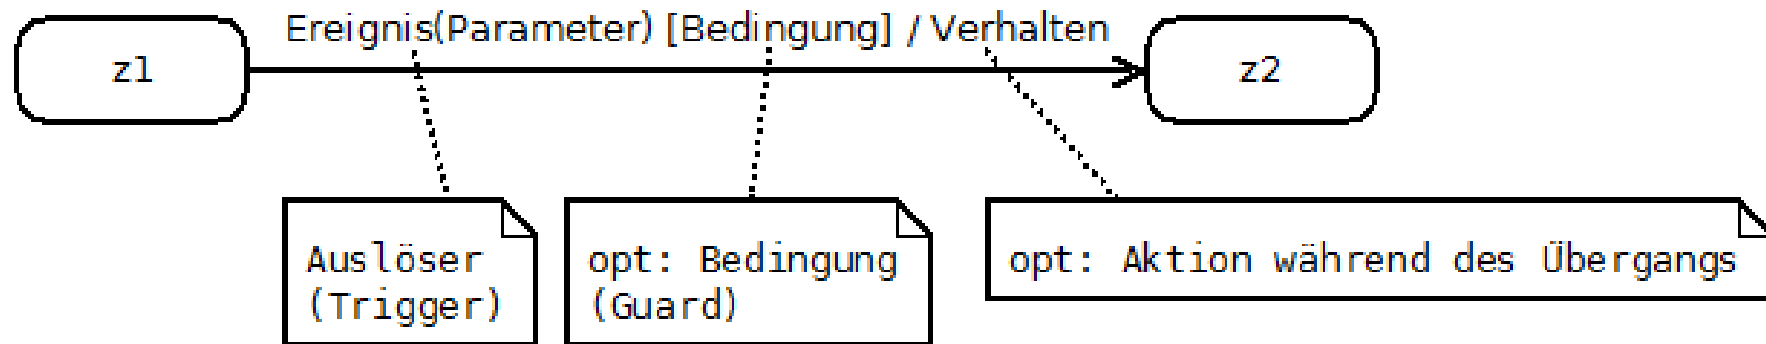 Ereignis(Parameter) [Bedingung] / Verhalten
z1
z2
Auslöser
(Trigger)
opt: Bedingung
(Guard)
opt: Aktion während des Übergangs